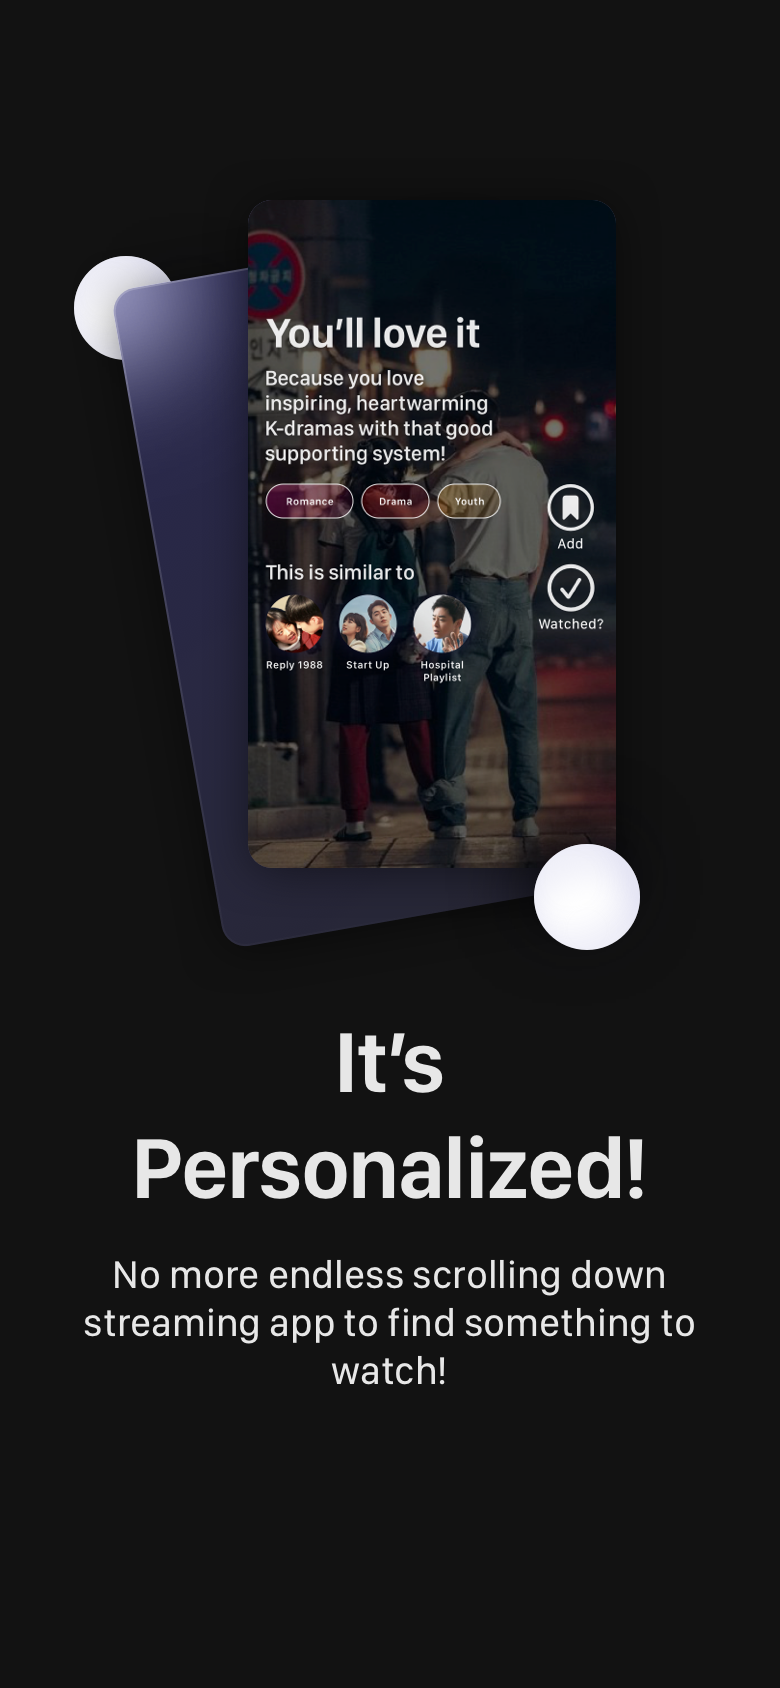 You’ll love it
Because you love
inspiring, heartwarming
K-dramas with that good
supporting system!
Romance Drama Youth
Add
This is similar to
Watched?
Reply 1988 Start Up Hospital
Playlist
It’s
Personalized!
No more endless scrolling down
streaming app to find something to
watch!